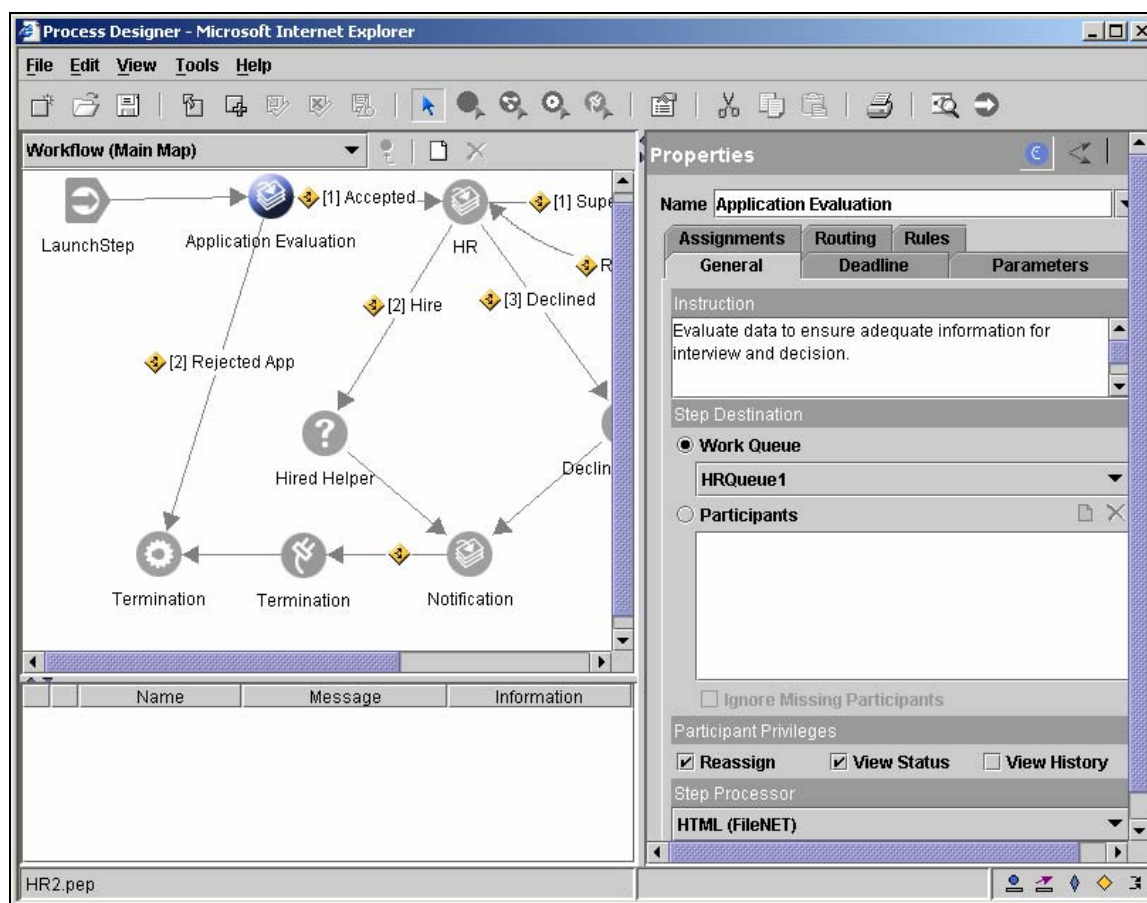 Process Designer - Microsoft Internet Explorer
File Edit View Tools Help
Workflow (Main Map)
LaunchStep
Application Evaluation
[1] Accepted
HR
[1] Supe
R
[2] Hire
[3] Declined
[2] Rejected App
Hired Helper
Declin
Termination
Termination
Notification
Name Message Information
HR2.pep
Properties
Name Application Evaluation
Assignments Routing Rules
General Deadline Parameters
Instruction
Evaluate data to ensure adequate information for
interview and decision.
Step Destination
Work Queue
HRQueue1
Participants
Ignore Missing Participants
Participant Privileges
Reassign View Status View History
Step Processor
HTML (FileNET)